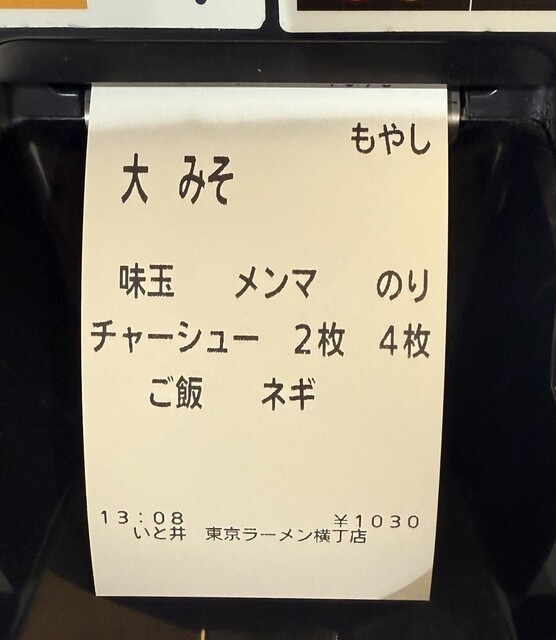 もやし
大 みそ
味玉 メンマ のり
チャーシュー 2枚 4枚
ご飯 ネギ
13:08 ¥1030
いと井 東京ラーメン横丁店